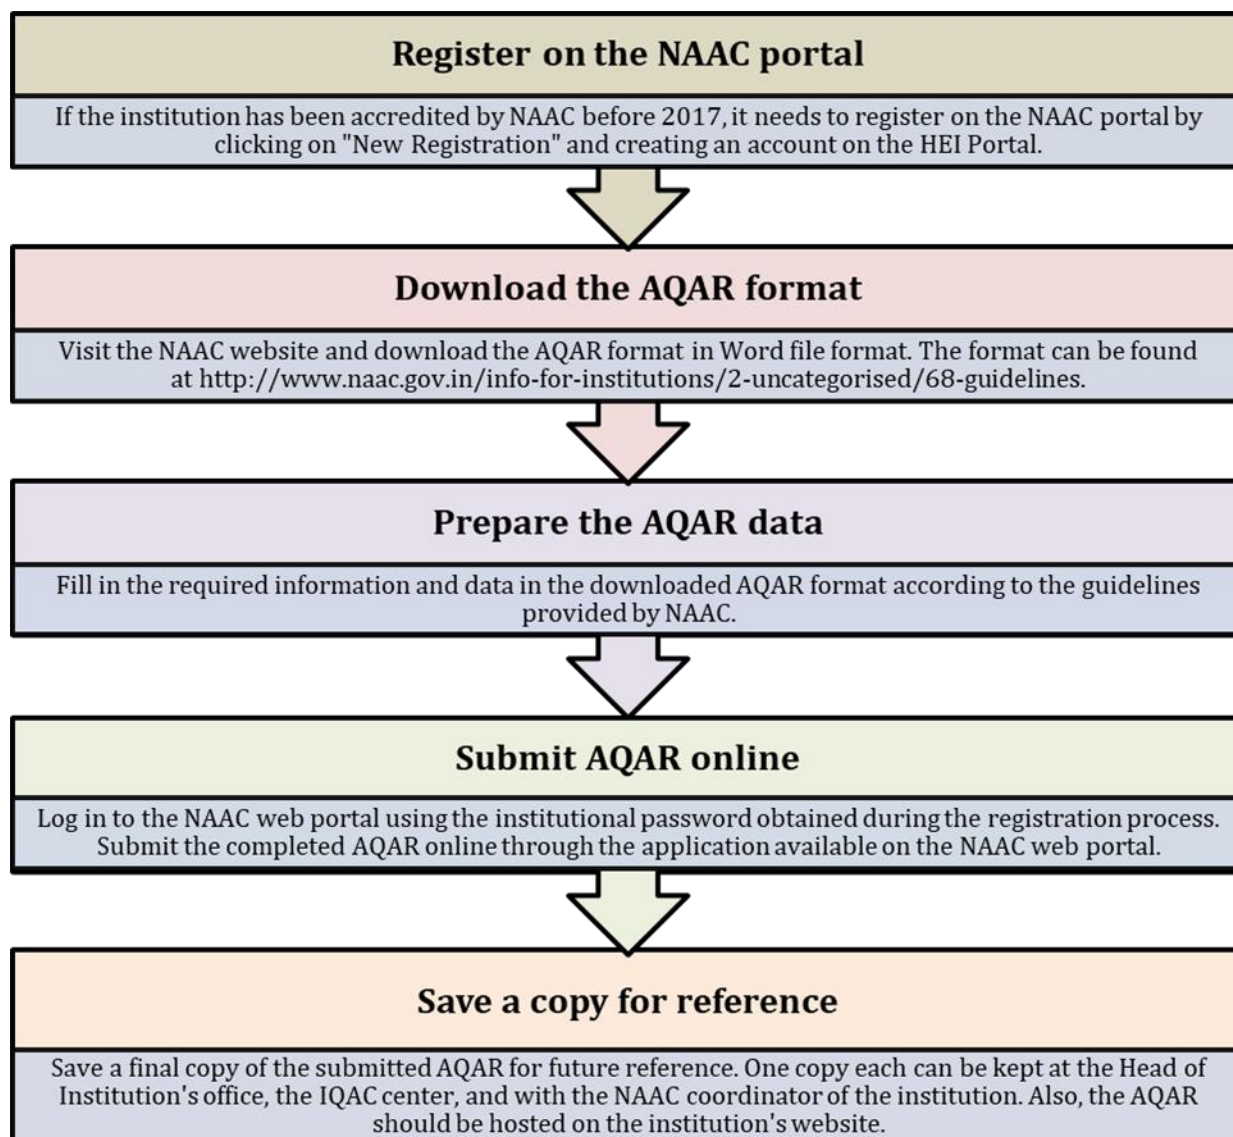 Register on the NAAC portal
If the institution has been accredited by NAAC before 2017, it needs to register on the NAAC portal by
clicking on "New Registration" and creating an account on the HEI Portal.
Download the AQAR format
Visit the NAAC website and download the AQAR format in Word file format. The format can be found
at http://www.naac.gov.in/info-for-institutions/2-uncategorised/68-guidelines.
Prepare the AQAR data
Fill in the required information and data in the downloaded AQAR format according to the guidelines
provided by NAAC.
Submit AQAR online
Log in to the NAAC web portal using the institutional password obtained during the registration process.
Submit the completed AQAR online through the application available on the NAAC web portal.
Save a copy for reference
Save a final copy of the submitted AQAR for future reference. One copy each can be kept at the Head of
Institution's office, the IQAC center, and with the NAAC coordinator of the institution. Also, the AQAR
should be hosted on the institution's website.